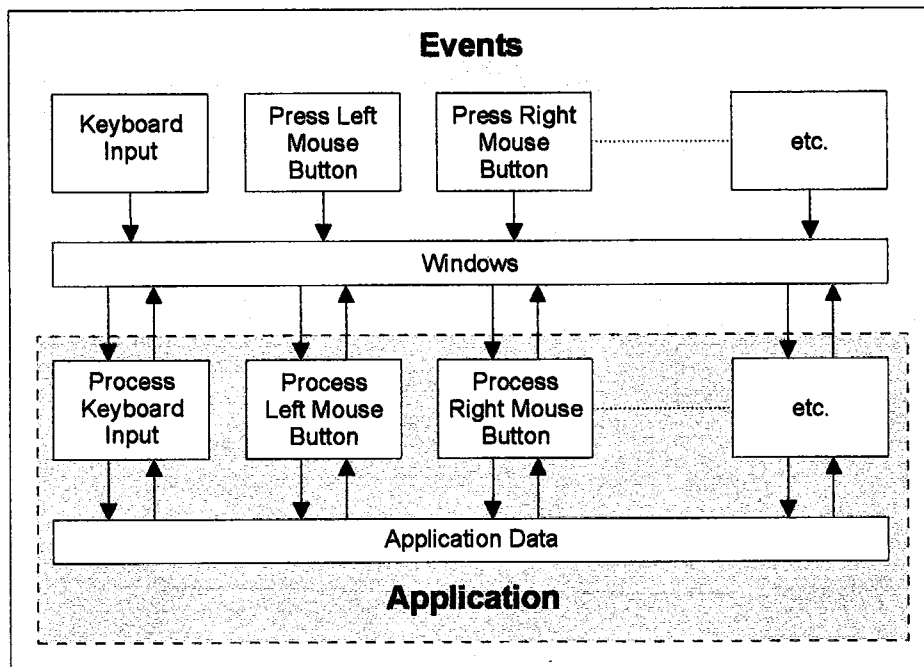 Events
Keyboard
Input
Press Left
Mouse
Button
Press Right
Mouse
Button
etc.
Windows
Process
Keyboard
Input
Process
Left Mouse
Button
Process
Right Mouse
Button
etc.
Application Data
Application